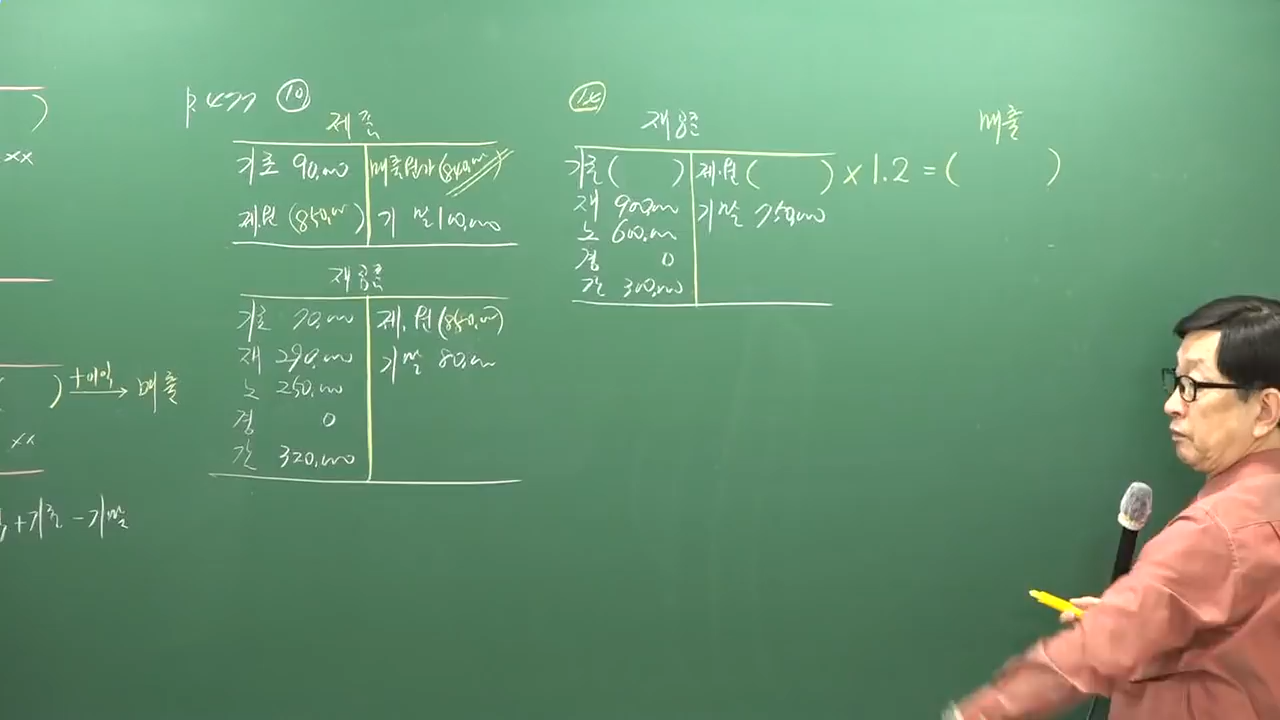 )
xx
) +이익 → 매출
xx
+기초 - 기말
p.477 ⑩
제품
기초 90,000 매출원가 (840,000)
제.원 (850,000) 기말 100,000
재공품
기초 70,000 제.원 (850,000)
재 290,000 기말 80,000
노 250,000
경 0
간 320,000
재공품 매출
기초 ( ) 제.원 ( ) × 1.2 = ( )
재 900,000 기말 750,000
노 600,000
경 0
간 300,000